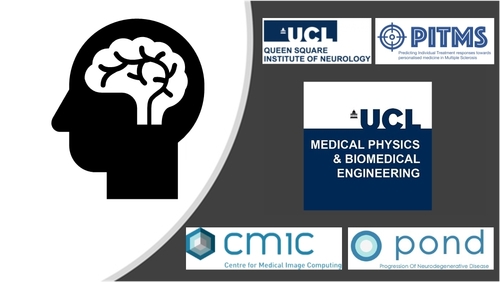 UCL
QUEEN SQUARE
INSTITUTE OF NEUROLOGY
PITMS
Predicting Individual Treatment responses towards
personalised medicine in Multiple Sclerosis
UCL
MEDICAL PHYSICS
& BIOMEDICAL
ENGINEERING
cmic
Centre for Medical Image Computing
pond
Progression Of Neurodegenerative Disease